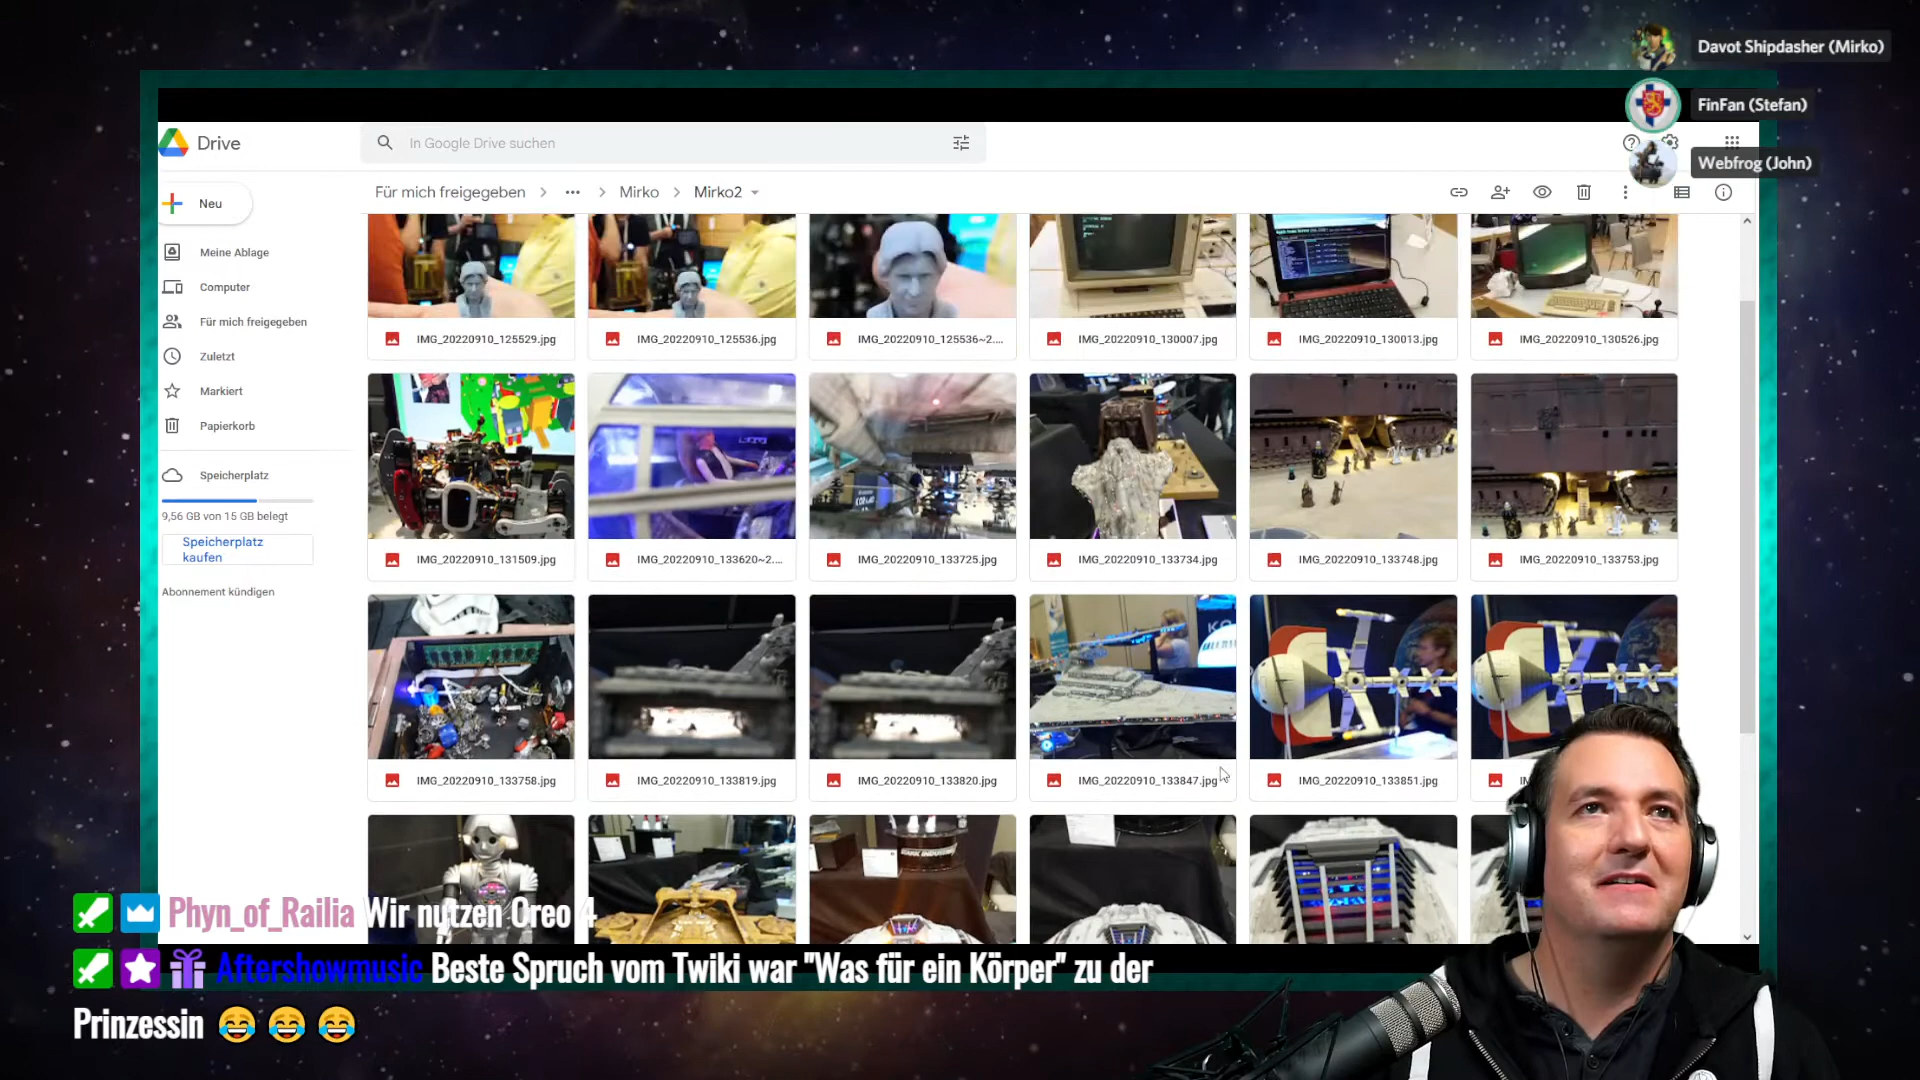 Davot Shipdasher (Mirko)
FinFan (Stefan)
Webfrog (John)
Drive
In Google Drive suchen
Neu
Für mich freigegeben
Mirko
Mirko2
Meine Ablage
Computer
Für mich freigegeben
Zuletzt
Markiert
Papierkorb
Speicherplatz
9,56 GB von 15 GB belegt
Speicherplatz
kaufen
Abonnement kündigen
IMG_20220910_125529.jpg
IMG_20220910_125536.jpg
IMG_20220910_125536~2....
IMG_20220910_130007.jpg
IMG_20220910_130013.jpg
IMG_20220910_130526.jpg
IMG_20220910_131509.jpg
IMG_20220910_133620~2....
IMG_20220910_133725.jpg
IMG_20220910_133734.jpg
IMG_20220910_133748.jpg
IMG_20220910_133753.jpg
IMG_20220910_133758.jpg
IMG_20220910_133819.jpg
IMG_20220910_133820.jpg
IMG_20220910_133847.jpg
IMG_20220910_133851.jpg
Phyn_of_Railia Wir nutzen Oreo 4
Aftershowmusic Beste Spruch vom Twiki war "Was für ein Körper" zu der
Prinzessin 😂 😂 😂